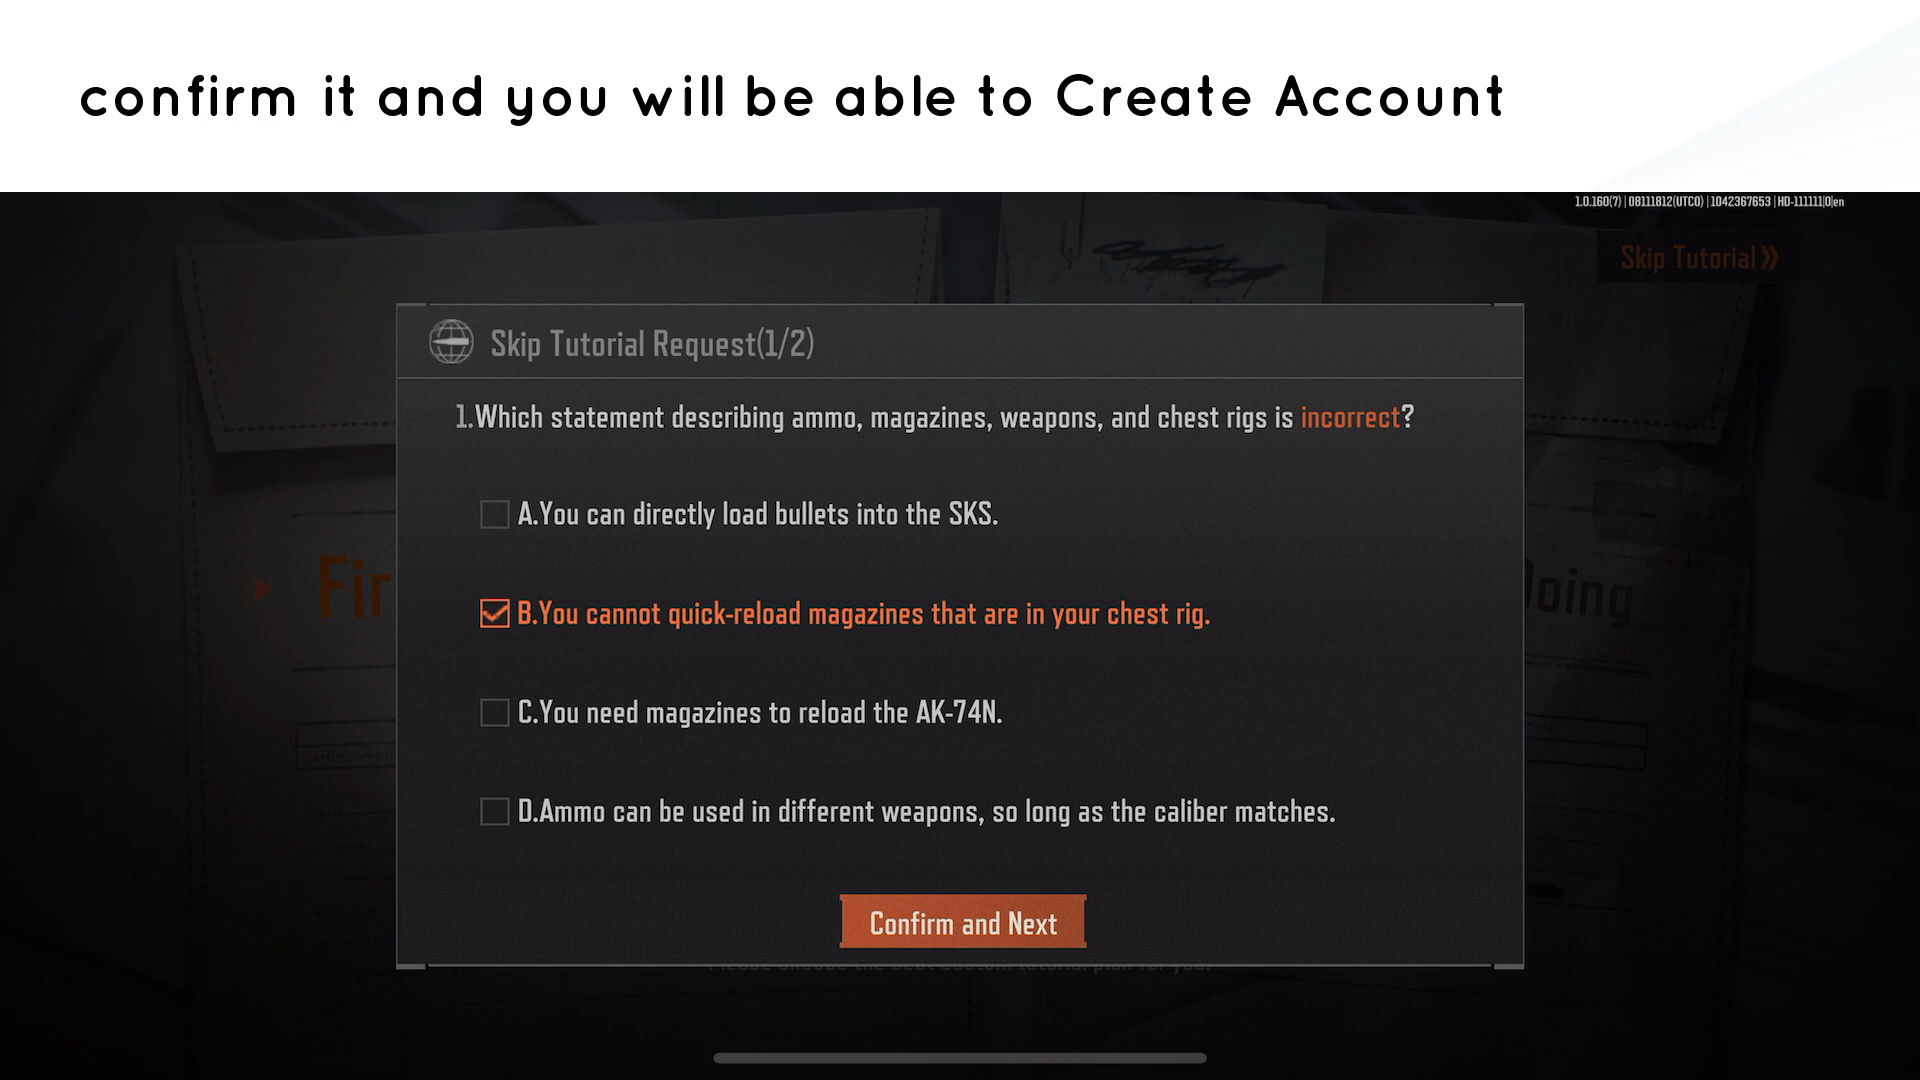 confirm it and you will be able to Create Account
1.0.160(7) | 08111812(UTC0) | 1042367653 | HD-111111|0|en
Skip Tutorial
Skip Tutorial Request(1/2)
1.Which statement describing ammo, magazines, weapons, and chest rigs is incorrect?
A.You can directly load bullets into the SKS.
Fir
oing
B.You cannot quick-reload magazines that are in your chest rig.
C.You need magazines to reload the AK-74N.
D.Ammo can be used in different weapons, so long as the caliber matches.
Confirm and Next